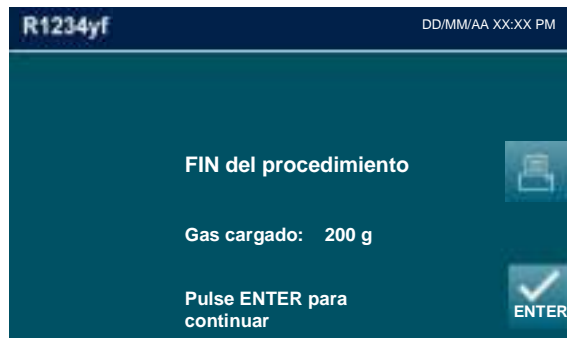 R1234yf
DD/MM/AA XX:XX PM
FIN del procedimiento
Gas cargado: 200 g
Pulse ENTER para
continuar
ENTER